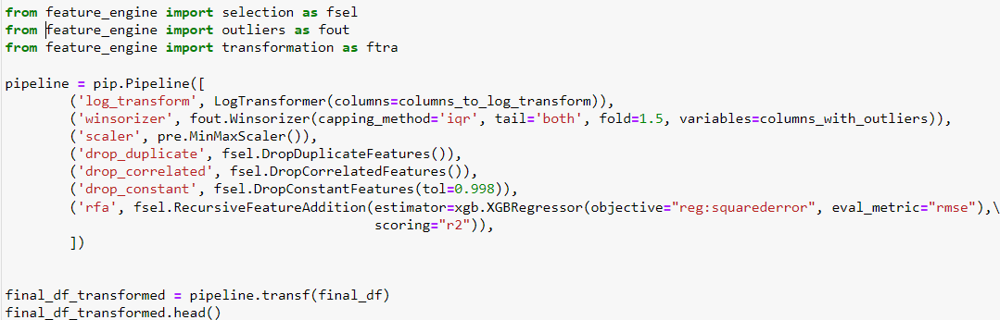 from feature_engine import selection as fsel
from feature_engine import outliers as fout
from feature_engine import transformation as ftra
pipeline = pip.Pipeline([
('log_transform', LogTransformer(columns=columns_to_log_transform)),
('winsorizer', fout.Winsorizer(capping_method='iqr', tail='both', fold=1.5, variables=columns_with_outliers)),
('scaler', pre.MinMaxScaler()),
('drop_duplicate', fsel.DropDuplicateFeatures()),
('drop_correlated', fsel.DropCorrelatedFeatures()),
('drop_constant', fsel.DropConstantFeatures(tol=0.998)),
('rfa', fsel.RecursiveFeatureAddition(estimator=xgb.XGBRegressor(objective="reg:squarederror", eval_metric="rmse"),\
scoring="r2")),
])
final_df_transformed = pipeline.transf(final_df)
final_df_transformed.head()